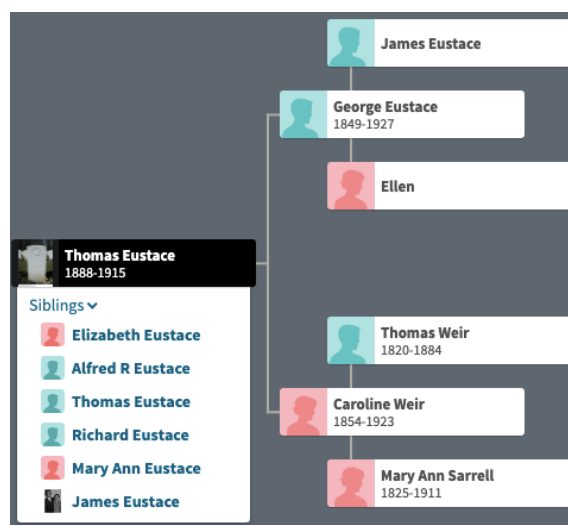 James Eustace
George Eustace
1849-1927
Ellen
Thomas Eustace
1888-1915
Siblings
Elizabeth Eustace
Alfred R Eustace
Thomas Eustace
Richard Eustace
Mary Ann Eustace
James Eustace
Thomas Weir
1820-1884
Caroline Weir
1854-1923
Mary Ann Sarrell
1825-1911